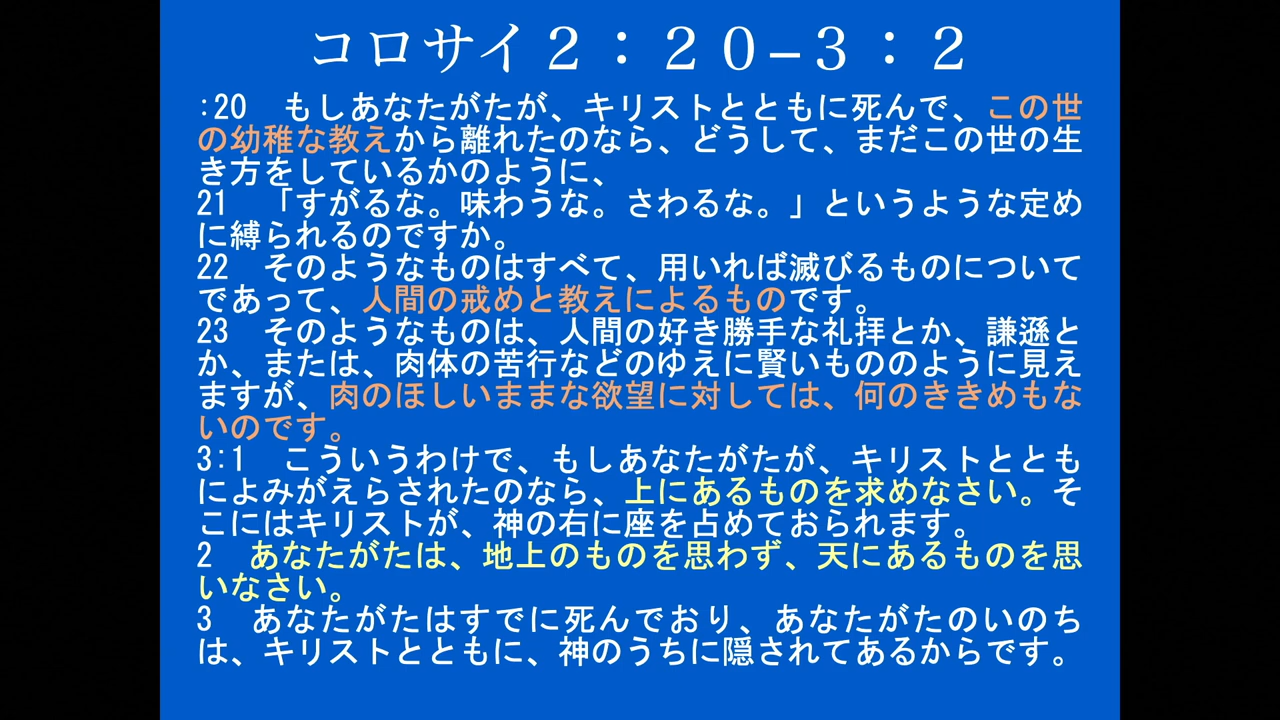 コロサイ２：２０−３：２
:20　もしあなたがたが、キリストとともに死んで、この世
の幼稚な教えから離れたのなら、どうして、まだこの世の生
き方をしているかのように、
21　「すがるな。味わうな。さわるな。」というような定め
に縛られるのですか。
22　そのようなものはすべて、用いれば滅びるものについて
であって、人間の戒めと教えによるものです。
23　そのようなものは、人間の好き勝手な礼拝とか、謙遜と
か、または、肉体の苦行などのゆえに賢いもののように見え
ますが、肉のほしいままな欲望に対しては、何のききめもな
いのです。
3:1　こういうわけで、もしあなたがたが、キリストととも
によみがえらされたのなら、上にあるものを求めなさい。そ
こにはキリストが、神の右に座を占めておられます。
2　あなたがたは、地上のものを思わず、天にあるものを思
いなさい。
3　あなたがたはすでに死んでおり、あなたがたのいのち
は、キリストとともに、神のうちに隠されてあるからです。